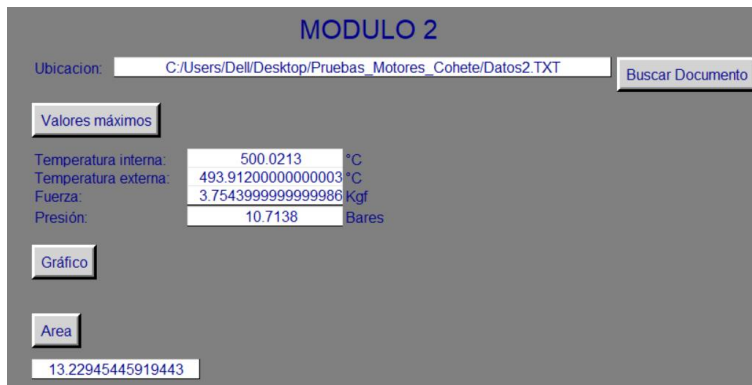 MODULO 2
Ubicacion: C:/Users/Dell/Desktop/Pruebas_Motores_Cohete/Datos2.TXT Buscar Documento
Valores máximos
Temperatura interna: 500.0213 °C
Temperatura externa: 493.91200000000003 °C
Fuerza: 3.7543999999999986 Kgf
Presión: 10.7138 Bares
Gráfico
Area
13.22945445919443